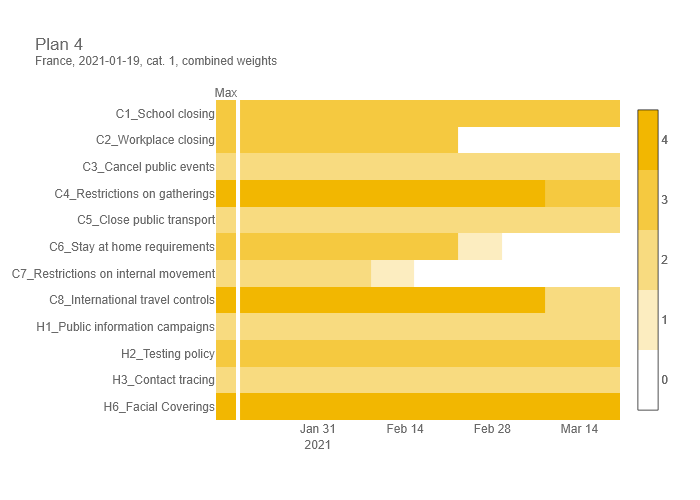 Plan 4
France, 2021-01-19, cat. 1, combined weights
Max
C1_School closing
C2_Workplace closing
C3_Cancel public events
C4_Restrictions on gatherings
C5_Close public transport
C6_Stay at home requirements
C7_Restrictions on internal movement
C8_International travel controls
H1_Public information campaigns
H2_Testing policy
H3_Contact tracing
H6_Facial Coverings
Jan 31 Feb 14 Feb 28 Mar 14
2021
4
3
2
1
0